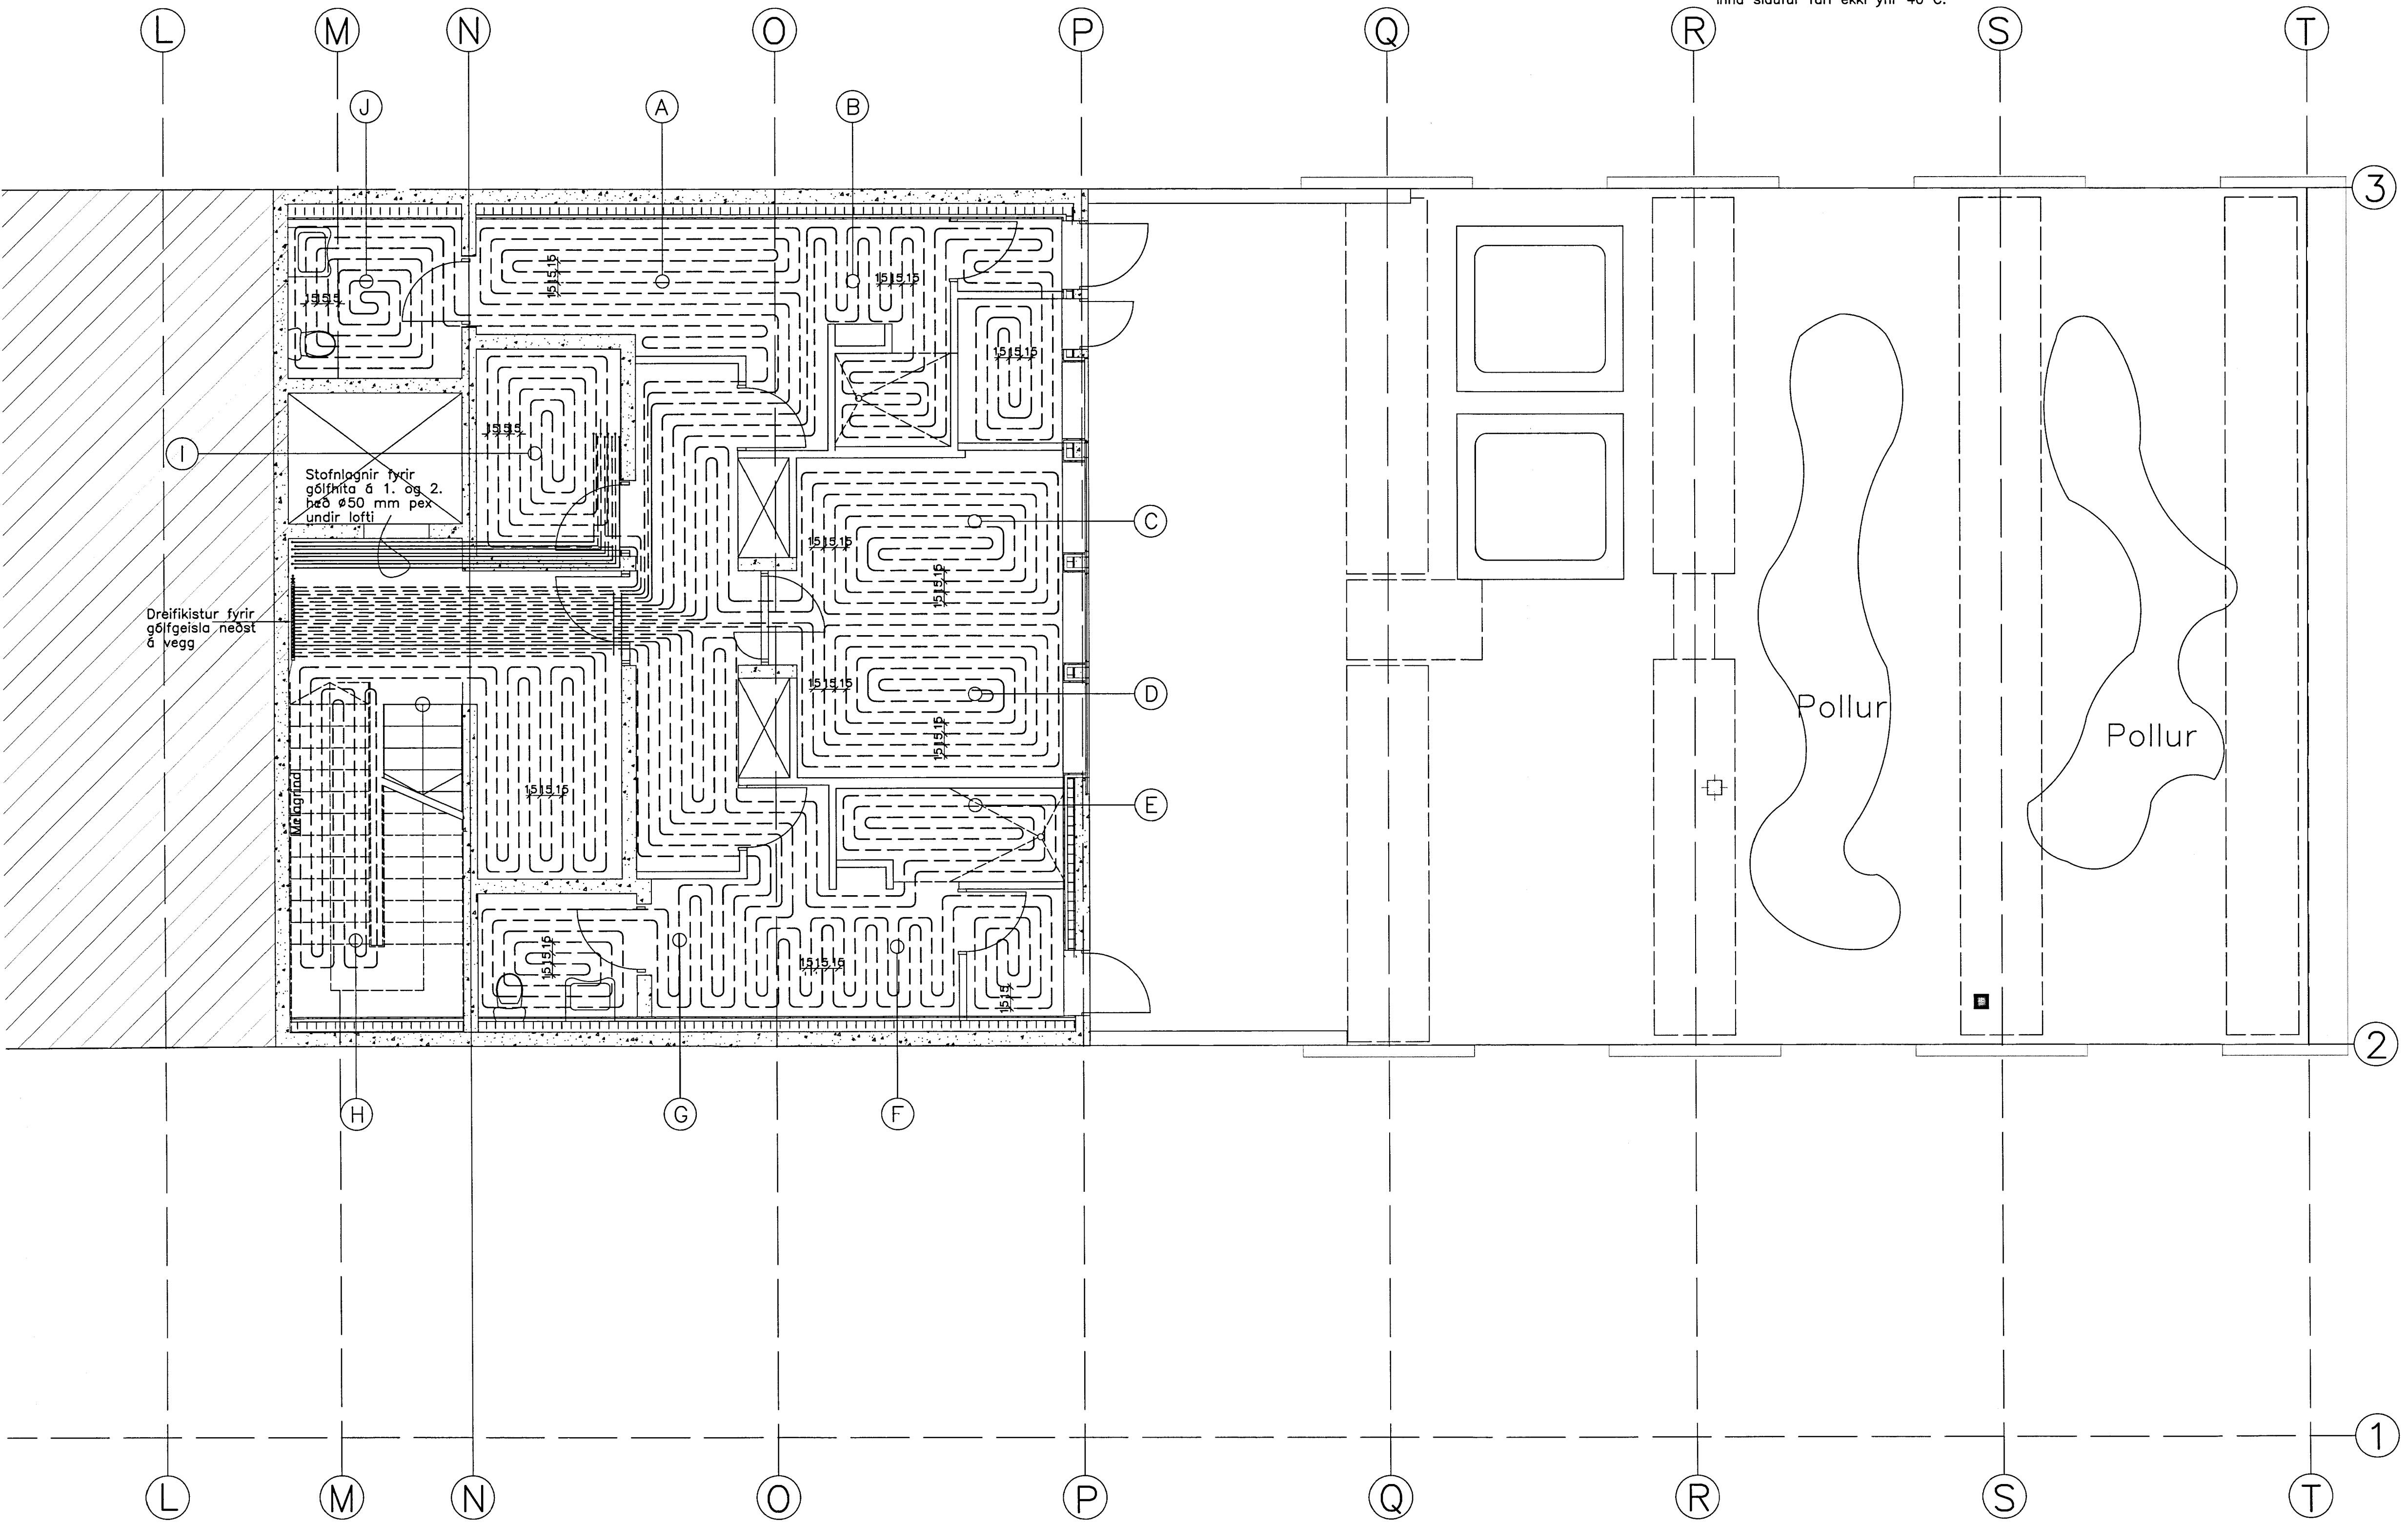 L M N O P Q R S T
J A B
3
15 15 15
15 15 15
15 15 15
15 15 15
15 15 15
I
Stofnlagnir fyrir
gólfhita á 1. og 2.
hæð ø50 mm pex
undir lofti
C
15 15 15
15 15 15
Dreifikistur fyrir
gólfgeisla neðst
á vegg
D
15 15 15
15 15 15
Pollur
Pollur
Mælagrind
15 15 15
E
15 15 15
15 15 15
15 15
2
H G F
1
L M N O P Q R S T